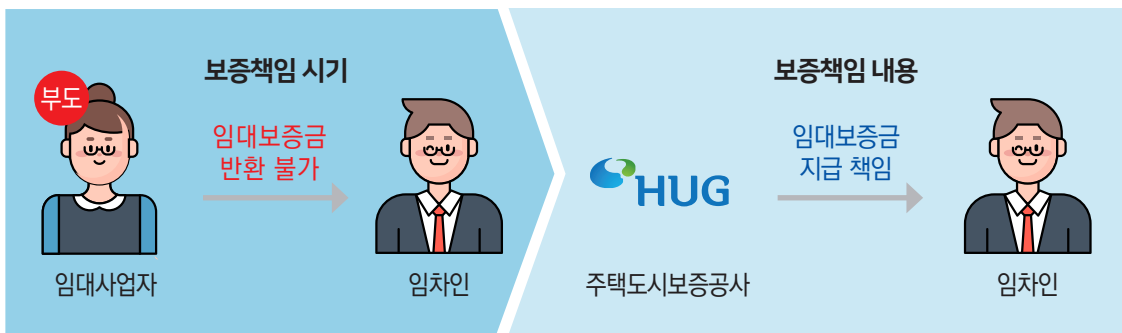 보증책임 시기
부도
임대보증금
반환 불가
임대사업자
임차인
보증책임 내용
HUG
임대보증금
지급 책임
주택도시보증공사
임차인